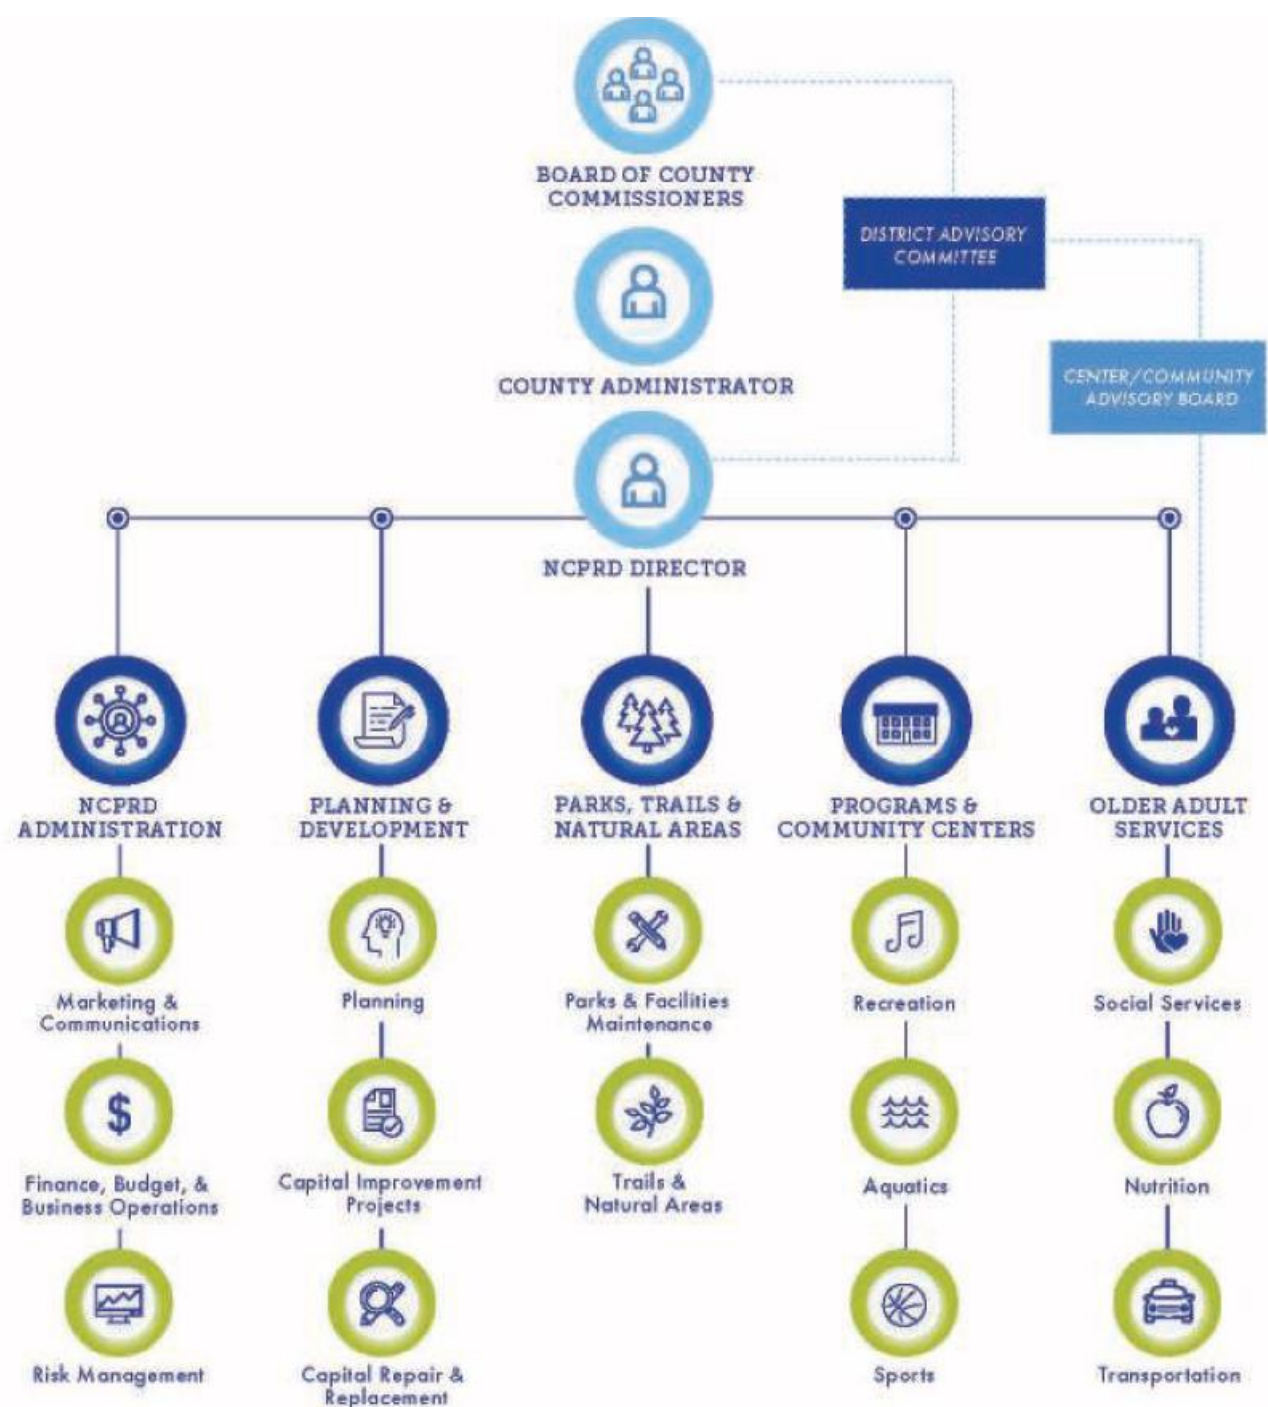 BOARD OF COUNTY
COMMISSIONERS
DISTRICT ADVISORY
COMMITTEE
COUNTY ADMINISTRATOR
CENTER/COMMUNITY
ADVISORY BOARD
NCPRD DIRECTOR
NCPRD
ADMINISTRATION
PLANNING &
DEVELOPMENT
PARKS, TRAILS &
NATURAL AREAS
PROGRAMS &
COMMUNITY CENTERS
OLDER ADULT
SERVICES
Marketing &
Communications
Planning
Parks & Facilities
Maintenance
Recreation
Social Services
$
Finance, Budget, &
Business Operations
Capital Improvement
Projects
Trails &
Natural Areas
Aquatics
Nutrition
Risk Management
Capital Repair &
Replacement
Sports
Transportation